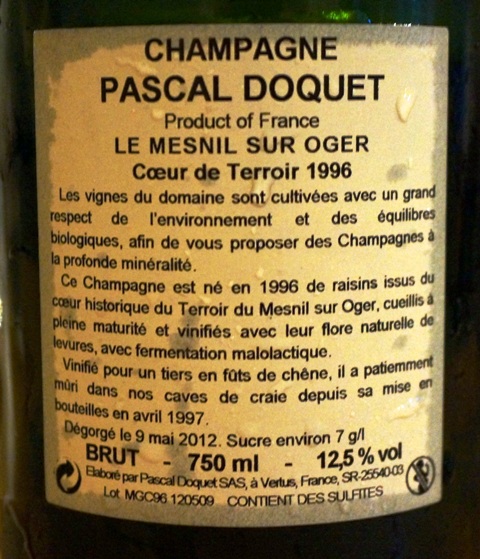 CHAMPAGNE
PASCAL DOQUET
Product of France
LE MESNIL SUR OGER
Cœur de Terroir 1996
Les vignes du domaine sont cultivées avec un grand
respect de l'environnement et des équilibres
biologiques, afin de vous proposer des Champagnes à
la profonde minéralité.
Ce Champagne est né en 1996 de raisins issus du
cœur historique du Terroir du Mesnil sur Oger, cueillis à
pleine maturité et vinifiés avec leur flore naturelle de
levures, avec fermentation malolactique.
Vinifié pour un tiers en fûts de chêne, il a patiemment
mûri dans nos caves de craie depuis sa mise en
bouteilles en avril 1997.
Dégorgé le 9 mai 2012. Sucre environ 7 g/l
BRUT - 750 ml - 12,5 % vol
Elaboré par Pascal Doquet SAS, à Vertus, France, SR-25540-03
Lot MGC96 120509 CONTIENT DES SULFITES